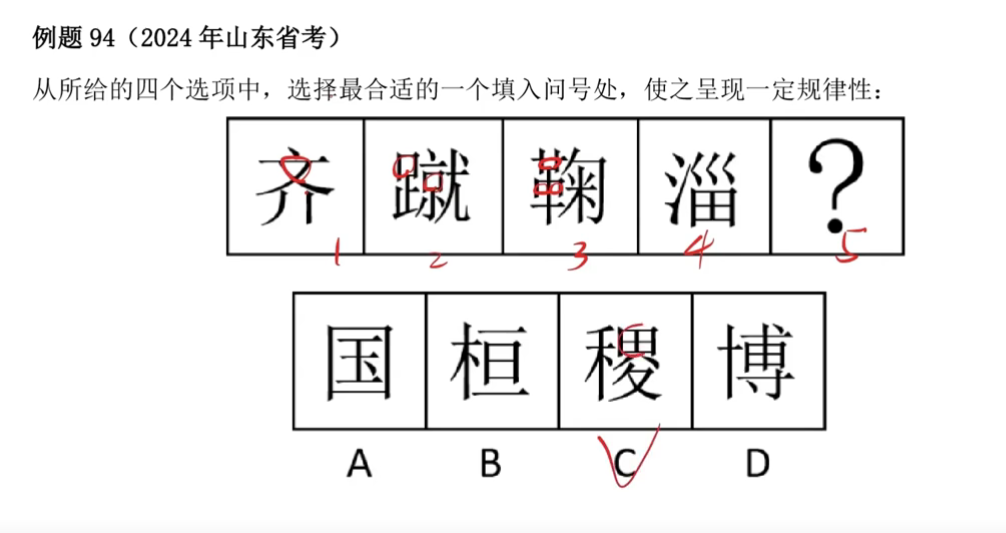 例题 94（2024 年山东省考）
从所给的四个选项中，选择最合适的一个填入问号处，使之呈现一定规律性：
齐 蹴 鞠 淄 ?
1 2 3 4 5
国 桓 稷 博
A B C D